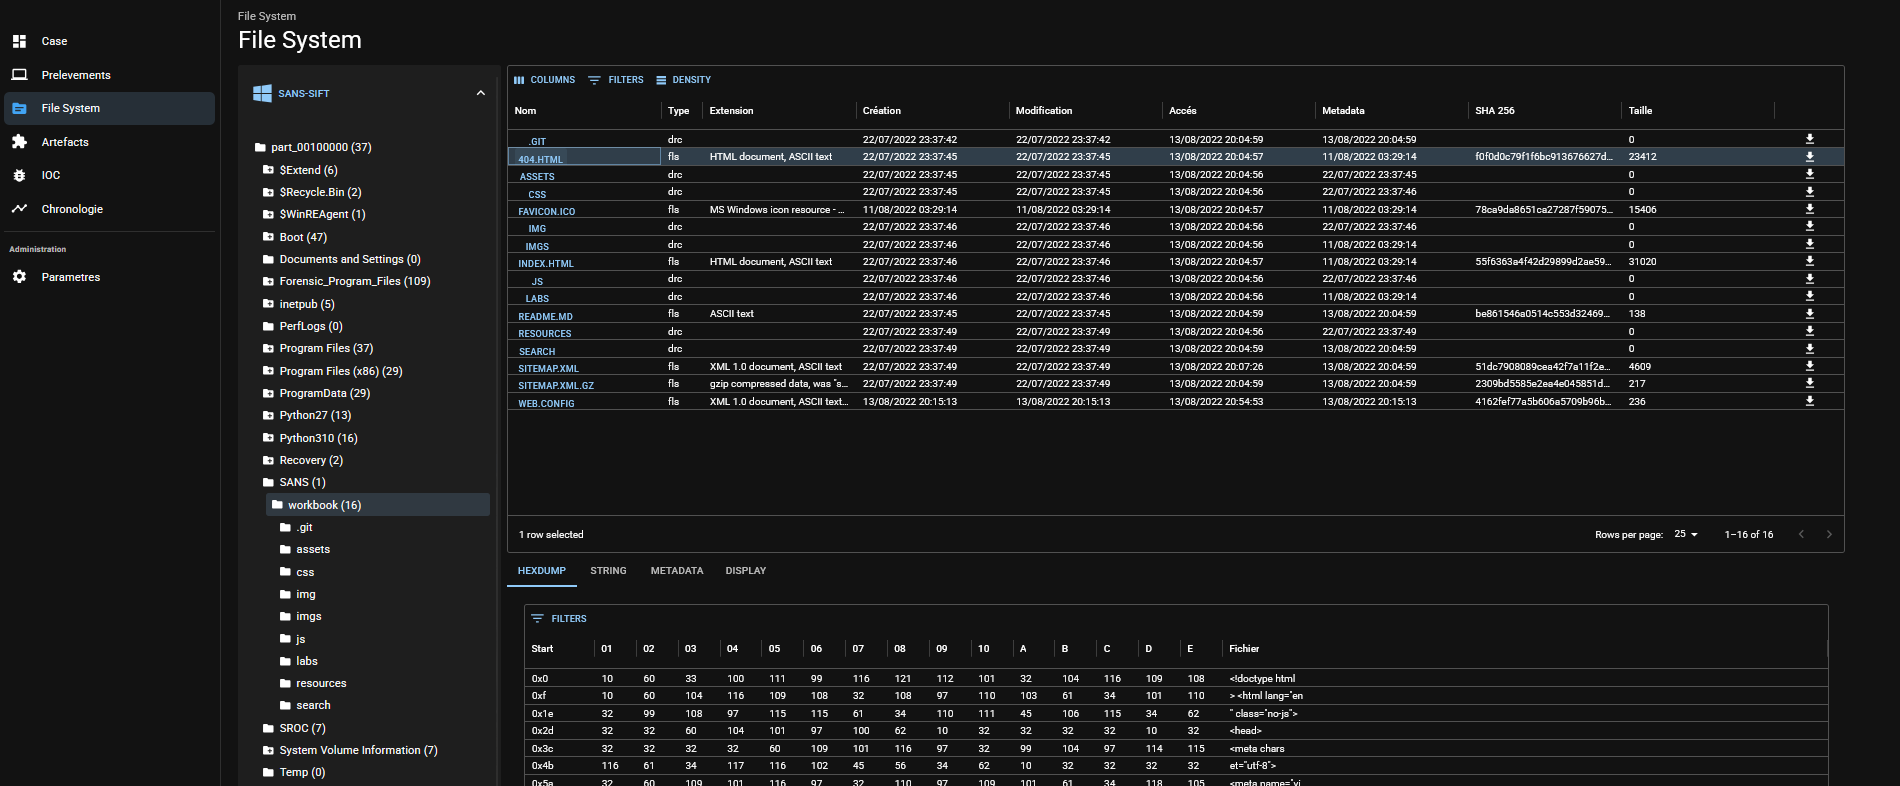 File System
File System
Case
Prelevements
File System
Artefacts
IOC
Chronologie
Administration
Parametres
SANS-SIFT
part_00100000 (37)
$Extend (6)
$Recycle.Bin (2)
$WinREAgent (1)
Boot (47)
Documents and Settings (0)
Forensic_Program_Files (109)
inetpub (5)
PerfLogs (0)
Program Files (37)
Program Files (x86) (29)
ProgramData (29)
Python27 (13)
Python310 (16)
Recovery (2)
SANS (1)
workbook (16)
.git
assets
css
img
imgs
js
labs
resources
search
SROC (7)
System Volume Information (7)
Temp (0)
COLUMNS FILTERS DENSITY
Nom Type Extension Création Modification Accés Metadata SHA 256 Taille
.GIT drc 22/07/2022 23:37:42 22/07/2022 23:37:42 13/08/2022 20:04:59 13/08/2022 20:04:59 0
404.HTML fls HTML document, ASCII text 22/07/2022 23:37:45 22/07/2022 23:37:45 13/08/2022 20:04:57 11/08/2022 03:29:14 f0f0d0c79f1f6bc913676627d... 23412
ASSETS drc 22/07/2022 23:37:45 22/07/2022 23:37:45 13/08/2022 20:04:56 22/07/2022 23:37:45 0
CSS drc 22/07/2022 23:37:46 22/07/2022 23:37:46 13/08/2022 20:04:56 22/07/2022 23:37:46 0
FAVICON.ICO fls MS Windows icon resource - ... 11/08/2022 03:29:14 11/08/2022 03:29:14 13/08/2022 20:04:57 11/08/2022 03:29:14 78ca9da8651ca27287f59075... 15406
IMG drc 22/07/2022 23:37:46 22/07/2022 23:37:46 13/08/2022 20:04:56 22/07/2022 23:37:46 0
IMGS drc 22/07/2022 23:37:46 22/07/2022 23:37:46 13/08/2022 20:04:56 11/08/2022 03:29:14 0
INDEX.HTML fls HTML document, ASCII text 22/07/2022 23:37:46 22/07/2022 23:37:46 13/08/2022 20:04:57 11/08/2022 03:29:14 55f6363a4f42d29899d2ae59... 31020
JS drc 22/07/2022 23:37:46 22/07/2022 23:37:46 13/08/2022 20:04:56 22/07/2022 23:37:46 0
LABS drc 22/07/2022 23:37:46 22/07/2022 23:37:46 13/08/2022 20:04:56 11/08/2022 03:29:14 0
README.MD fls ASCII text 22/07/2022 23:37:45 22/07/2022 23:37:45 13/08/2022 20:04:59 13/08/2022 20:04:59 be861546a0514c553d32469... 138
RESOURCES drc 22/07/2022 23:37:49 22/07/2022 23:37:49 13/08/2022 20:04:56 22/07/2022 23:37:49 0
SEARCH drc 22/07/2022 23:37:49 22/07/2022 23:37:49 13/08/2022 20:04:59 13/08/2022 20:04:59 0
SITEMAP.XML fls XML 1.0 document, ASCII text 22/07/2022 23:37:49 22/07/2022 23:37:49 13/08/2022 20:07:26 13/08/2022 20:04:59 51dc7908089cea42f7a11f2e... 4609
SITEMAP.XML.GZ fls gzip compressed data, was "s... 22/07/2022 23:37:49 22/07/2022 23:37:49 13/08/2022 20:04:59 13/08/2022 20:04:59 2309bd5585e2ea4e045851d... 217
WEB.CONFIG fls XML 1.0 document, ASCII text... 13/08/2022 20:15:13 13/08/2022 20:15:13 13/08/2022 20:54:53 13/08/2022 20:15:13 4162fef77a5b606a5709b96b... 236
1 row selected Rows per page: 25 1–16 of 16
HEXDUMP STRING METADATA DISPLAY
FILTERS
Start 01 02 03 04 05 06 07 08 09 10 A B C D E Fichier
0x0 10 60 33 100 111 99 116 121 112 101 32 104 116 109 108 <!doctype html
0xf 10 60 104 116 109 108 32 108 97 110 103 61 34 101 110 > <html lang="en
0x1e 32 99 108 97 115 115 61 34 110 111 45 106 115 34 62 " class="no-js">
0x2d 32 32 60 104 101 97 100 62 10 32 32 32 32 10 32 <head>
0x3c 32 32 32 32 60 109 101 116 97 32 99 104 97 114 115 <meta chars
0x4b 116 61 34 117 116 102 45 56 34 62 10 32 32 32 32 et="utf-8">
0x5a 32 60 109 101 116 97 32 110 97 109 101 61 34 118 105 <meta name="vi